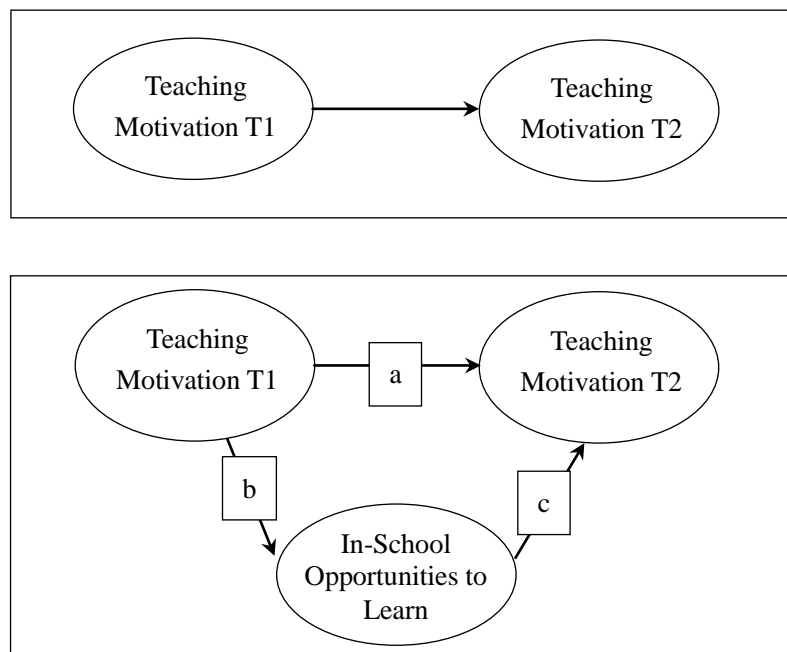 Teaching
Motivation T1
Teaching
Motivation T2
Teaching
Motivation T1
a
Teaching
Motivation T2
b
c
In-School
Opportunities to
Learn